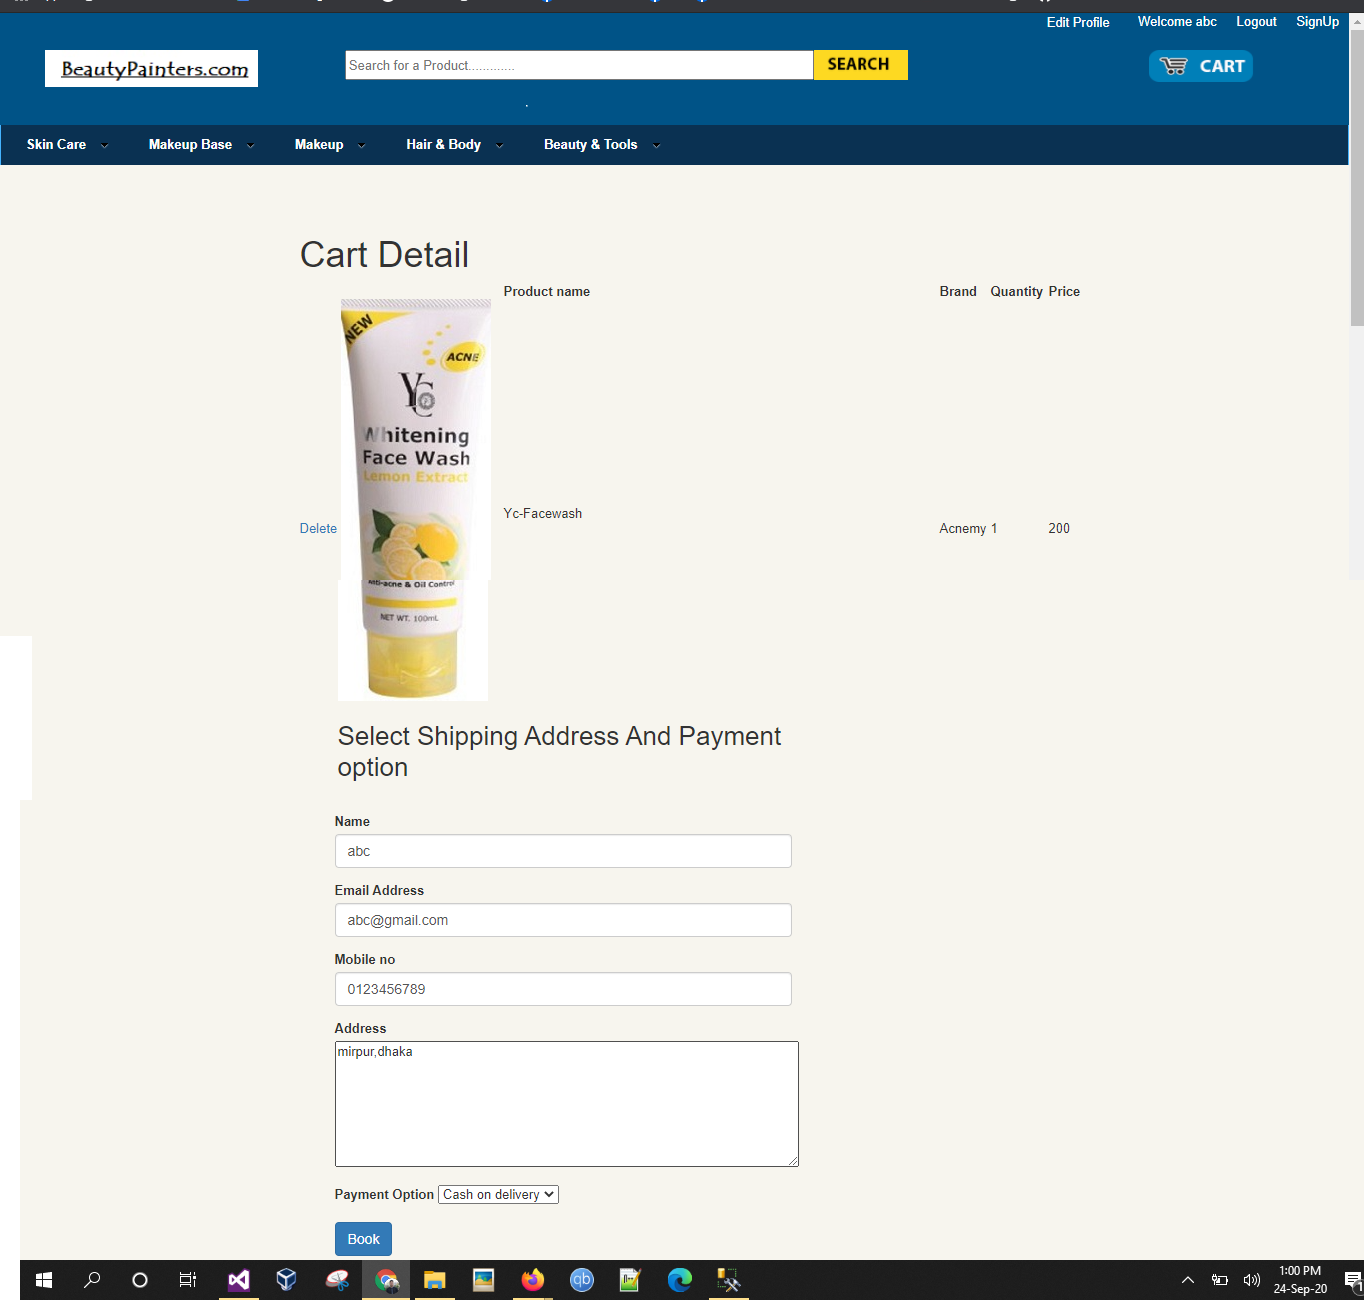 Edit Profile Welcome abc Logout SignUp
BeautyPainters.com
Search for a Product............. SEARCH
CART
Skin Care Makeup Base Makeup Hair & Body Beauty & Tools
Cart Detail
Product name Brand Quantity Price
NEW
ACNE
YC
Whitening
Face Wash
Lemon Extract
Yc-Facewash
Delete Acnemy 1 200
Anti-acne & Oil Control
NET WT. 100mL
Select Shipping Address And Payment
option
Name
abc
Email Address
abc@gmail.com
Mobile no
0123456789
Address
mirpur,dhaka
Payment Option Cash on delivery
Book
qb
1:00 PM
24-Sep-20